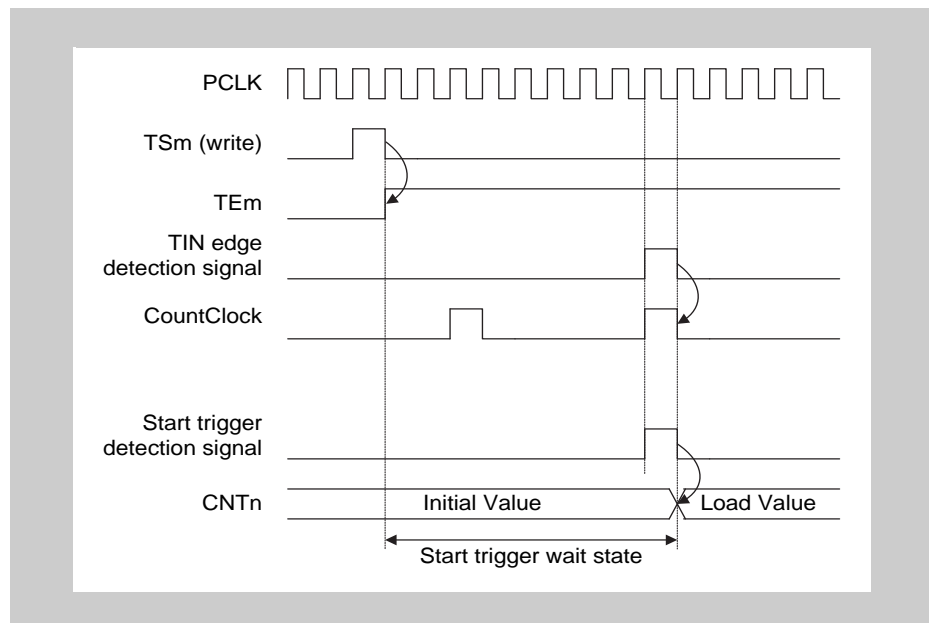 PCLK
TSm (write)
TEm
TIN edge
detection signal
CountClock
Start trigger
detection signal
CNTn
Initial Value
Load Value
Start trigger wait state